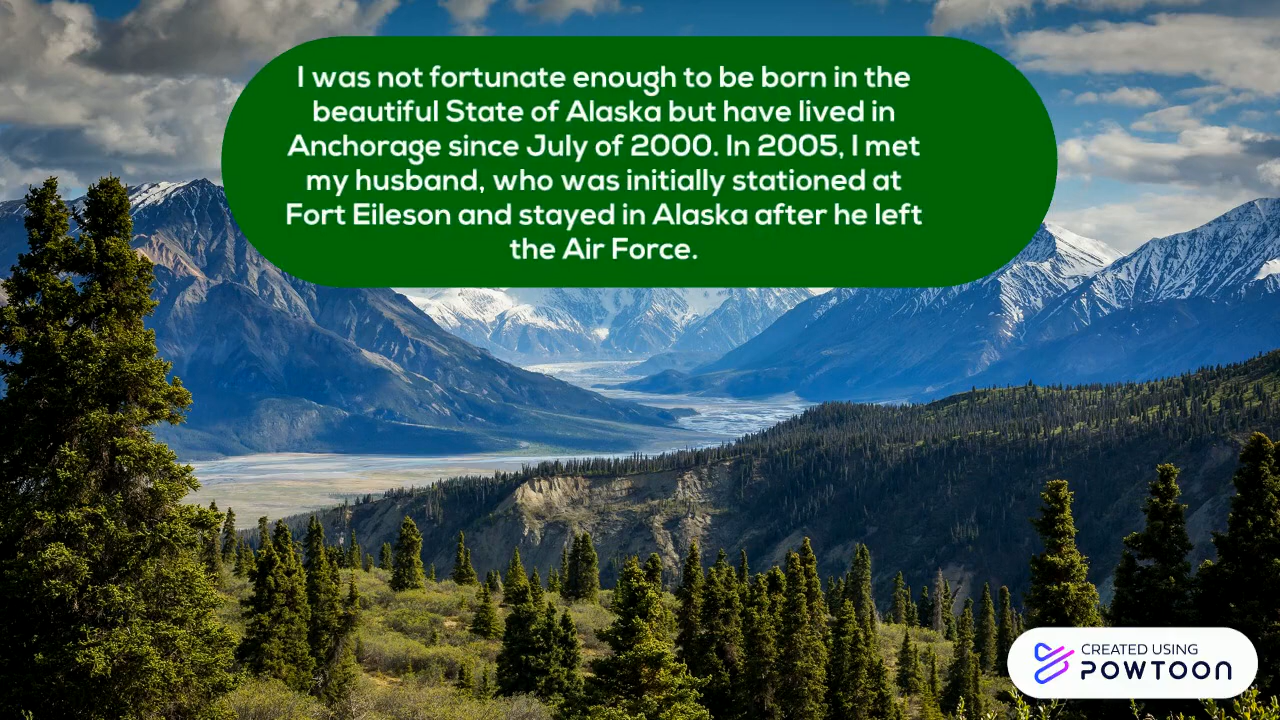 I was not fortunate enough to be born in the
beautiful State of Alaska but have lived in
Anchorage since July of 2000. In 2005, I met
my husband, who was initially stationed at
Fort Eileson and stayed in Alaska after he left
the Air Force.
CREATED USING
POWTOON